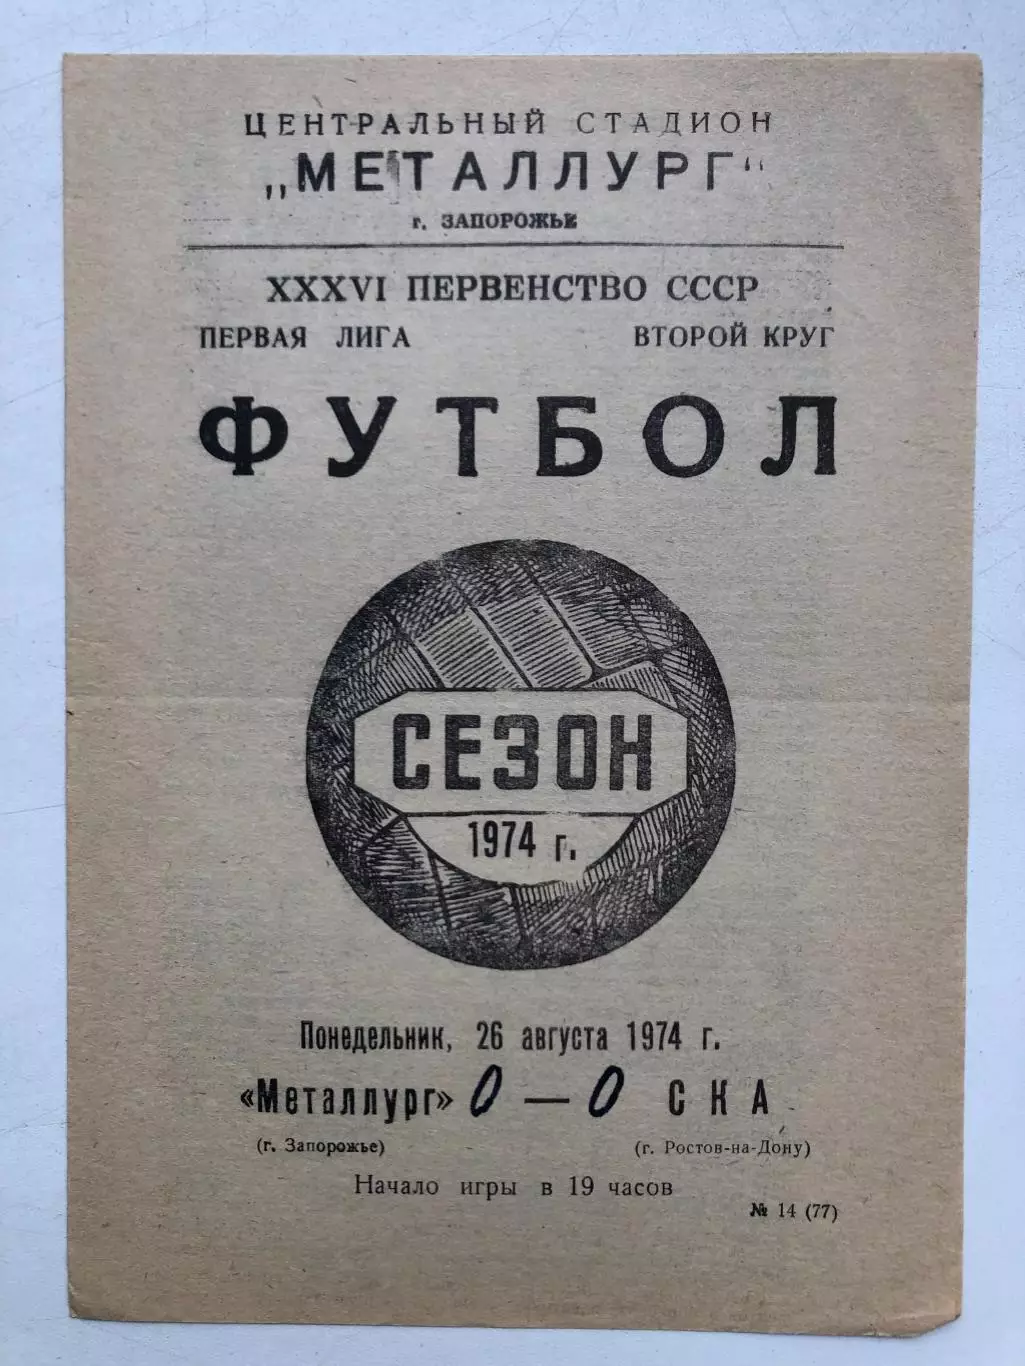 ЦЕНТРАЛЬНЫЙ СТАДИОН
„МЕТАЛЛУРГ“
г. ЗАПОРОЖЬЕ
XXXVI ПЕРВЕНСТВО СССР
ПЕРВАЯ ЛИГА ВТОРОЙ КРУГ
ФУТБОЛ
СЕЗОН
1974 г.
Понедельник, 26 августа 1974 г.
«Металлург» 0 — 0 СКА
(г. Запорожье) (г. Ростов-на-Дону)
Начало игры в 19 часов
№ 14 (77)